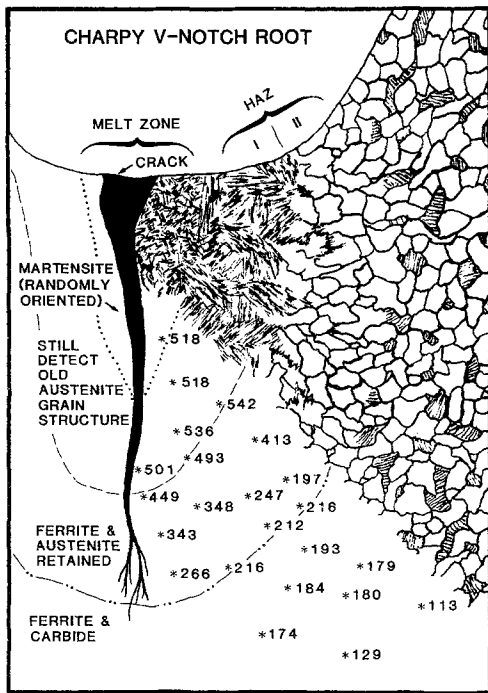 CHARPY V-NOTCH ROOT
HAZ
I II
MELT ZONE
CRACK
MARTENSITE
(RANDOMLY
ORIENTED)
STILL
DETECT
OLD
AUSTENITE
GRAIN
STRUCTURE
*518
*518
*542
*536
*413
*493
*501
*197
*449
*247
*348
*216
*212
*343
*193
FERRITE &
AUSTENITE
RETAINED
*216
*179
*266
*184
*180
*113
FERRITE &
CARBIDE
*174
*129